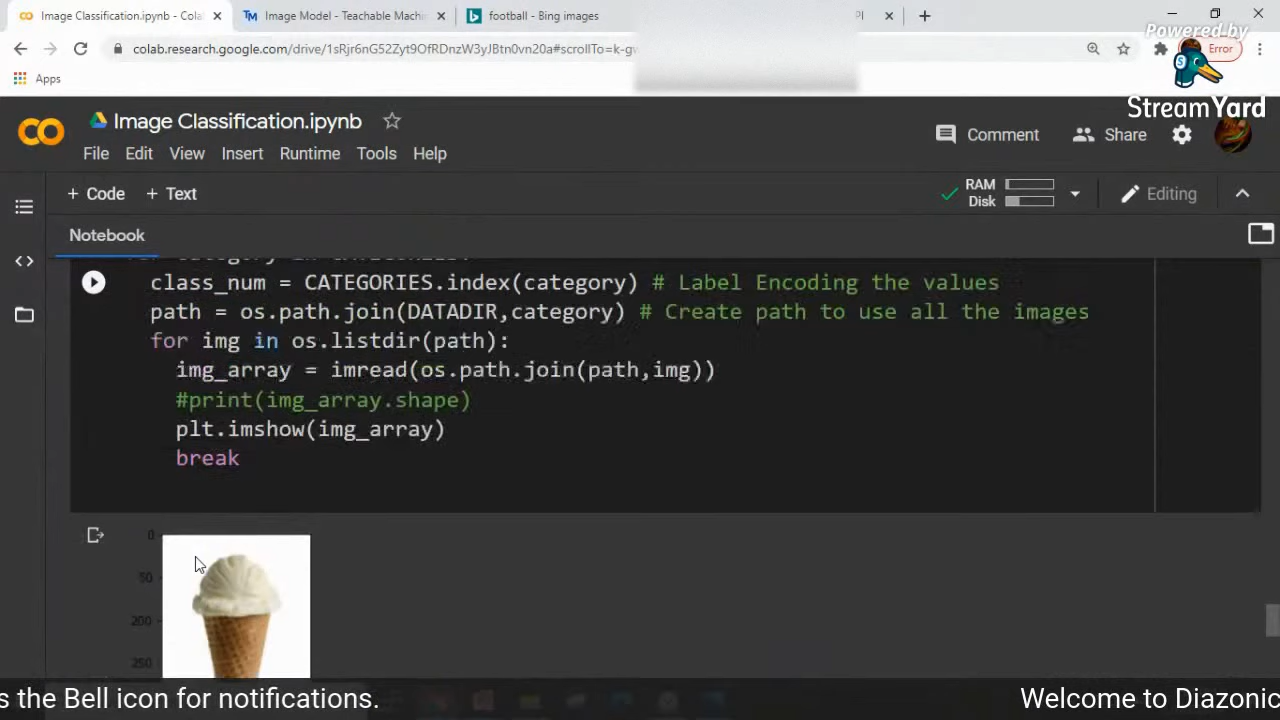 Image Classification.ipynb - Cola
Image Model - Teachable Machin
football - Bing images
colab.research.google.com/drive/1sRjr6nG52Zyt9OfRDnzW3yJBtn0vn20a#scrollTo=k-gv
Error
Powered by
StreamYard
Apps
CO
Image Classification.ipynb
File Edit View Insert Runtime Tools Help
Comment
Share
+ Code + Text
RAM
Disk
Editing
Notebook
class_num = CATEGORIES.index(category) # Label Encoding the values
path = os.path.join(DATADIR,category) # Create path to use all the images
for img in os.listdir(path):
img_array = imread(os.path.join(path,img))
#print(img_array.shape)
plt.imshow(img_array)
break
0
50
200
250
s the Bell icon for notifications.
Welcome to Diazonic